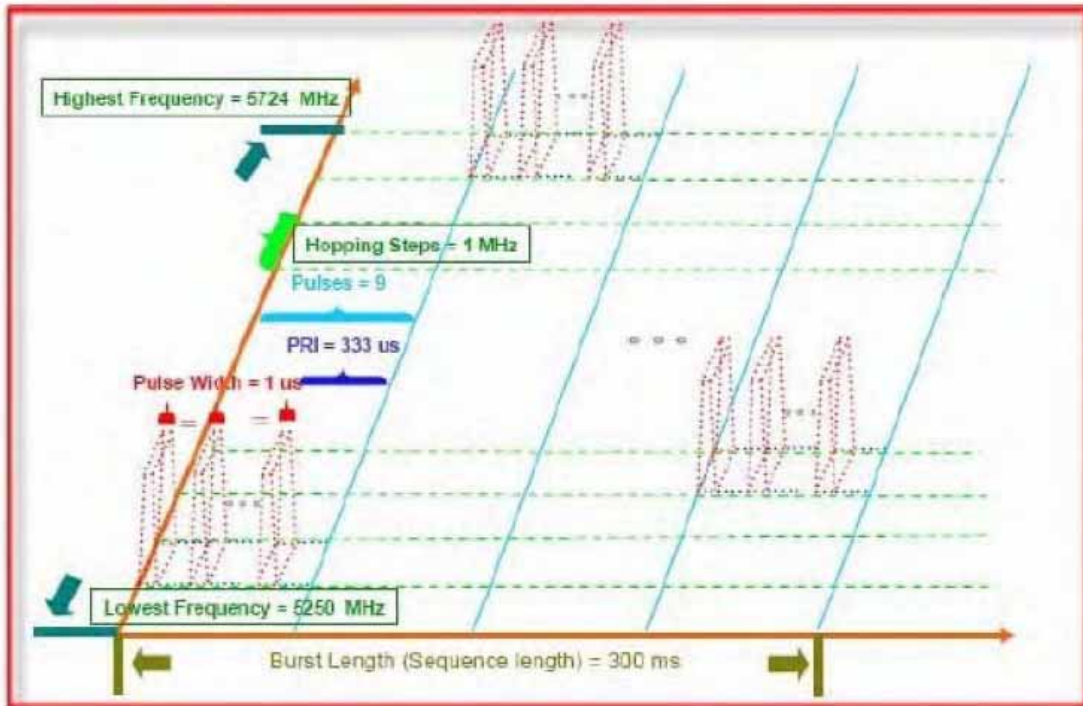 Highest Frequency = 5724 MHz
Hopping Steps = 1 MHz
Pulses = 9
PRI = 333 us
Pulse Width = 1 us
Lowest Frequency = 5250 MHz
Burst Length (Sequence length) = 300 ms